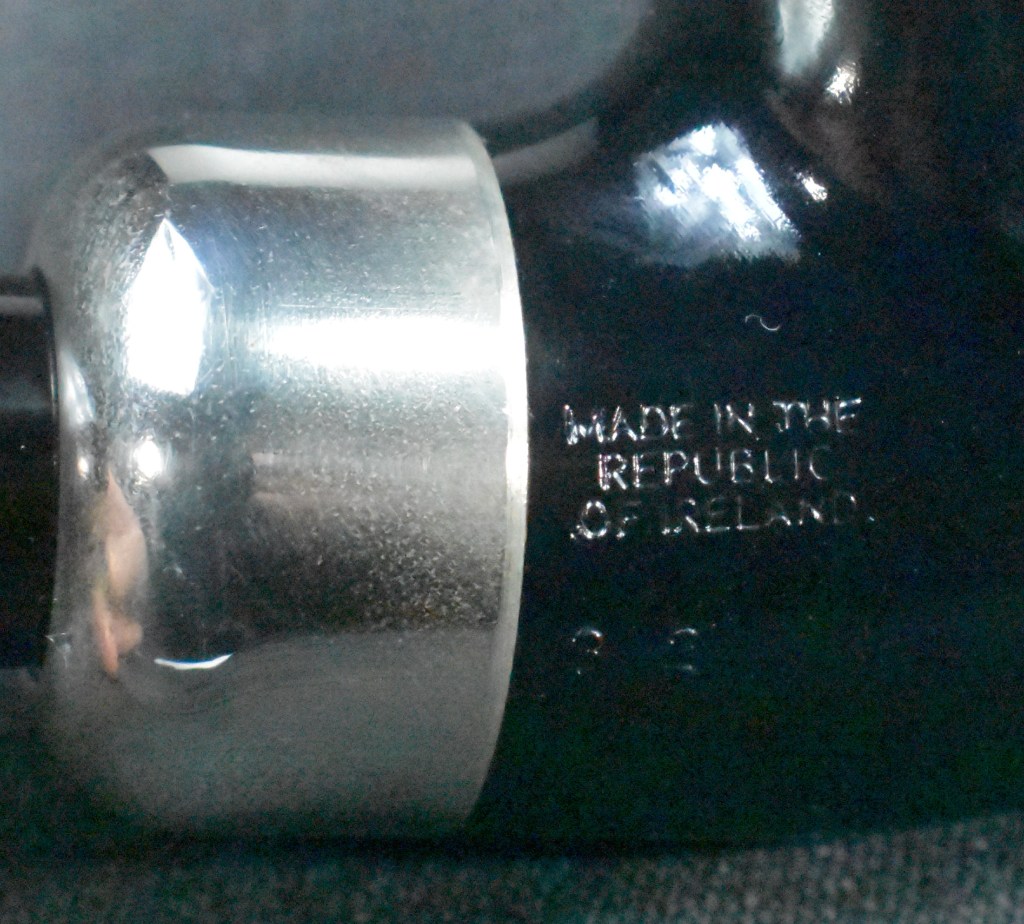 MADE IN THE
REPUBLIC
OF IRELAND.